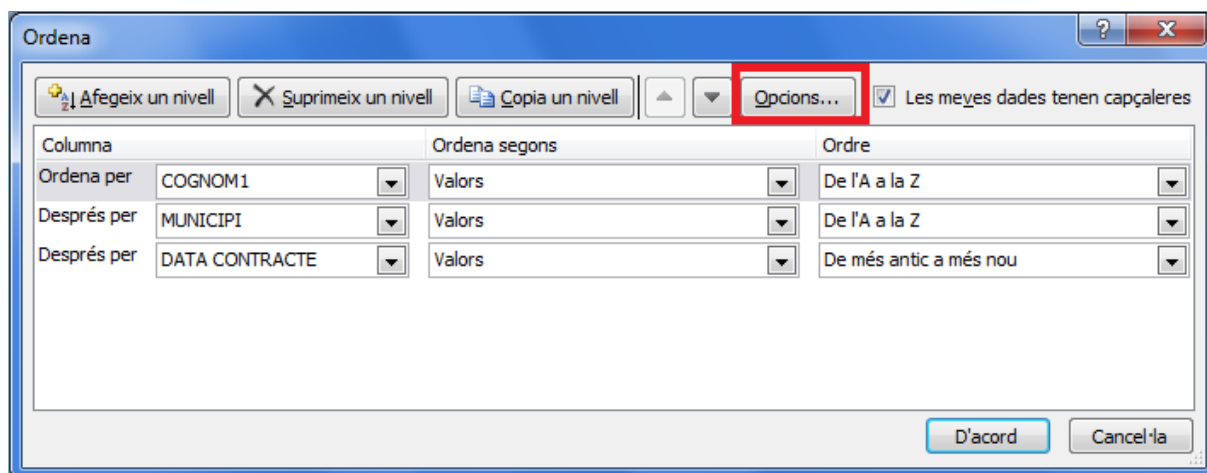 Ordena
Afegeix un nivell Suprimeix un nivell Copia un nivell Opcions... Les meves dades tenen capçaleres
Columna Ordena segons Ordre
Ordena per COGNOM1 Valors De l'A a la Z
Després per MUNICIPI Valors De l'A a la Z
Després per DATA CONTRACTE Valors De més antic a més nou
D'acord Cancel·la